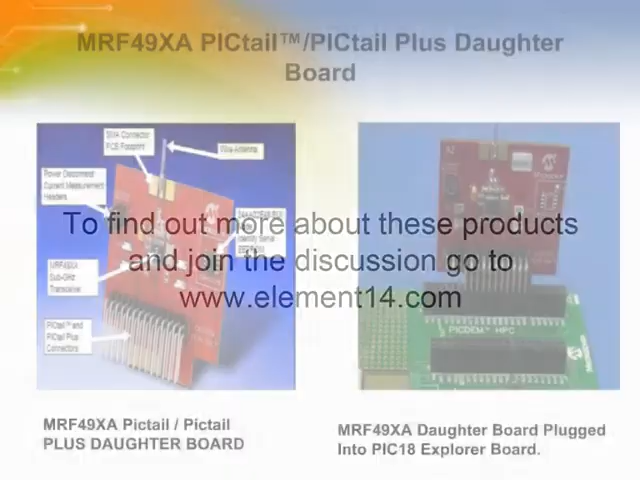 MRF49XA PICtail™/PICtail Plus Daughter
Board
SMA Connector
PCB Footprint
Wire Antenna
Power Disconnect
Current Measurement
Headers
To find out more about these products
and join the discussion go to
www.element14.com
Identity Serial
EEPROM
MRF49XA
Sub-GHz
Transceiver
PICtail™ and
PICtail Plus
Connectors
PICDEM™ HPC
MRF49XA Pictail / Pictail
PLUS DAUGHTER BOARD
MRF49XA Daughter Board Plugged
Into PIC18 Explorer Board.